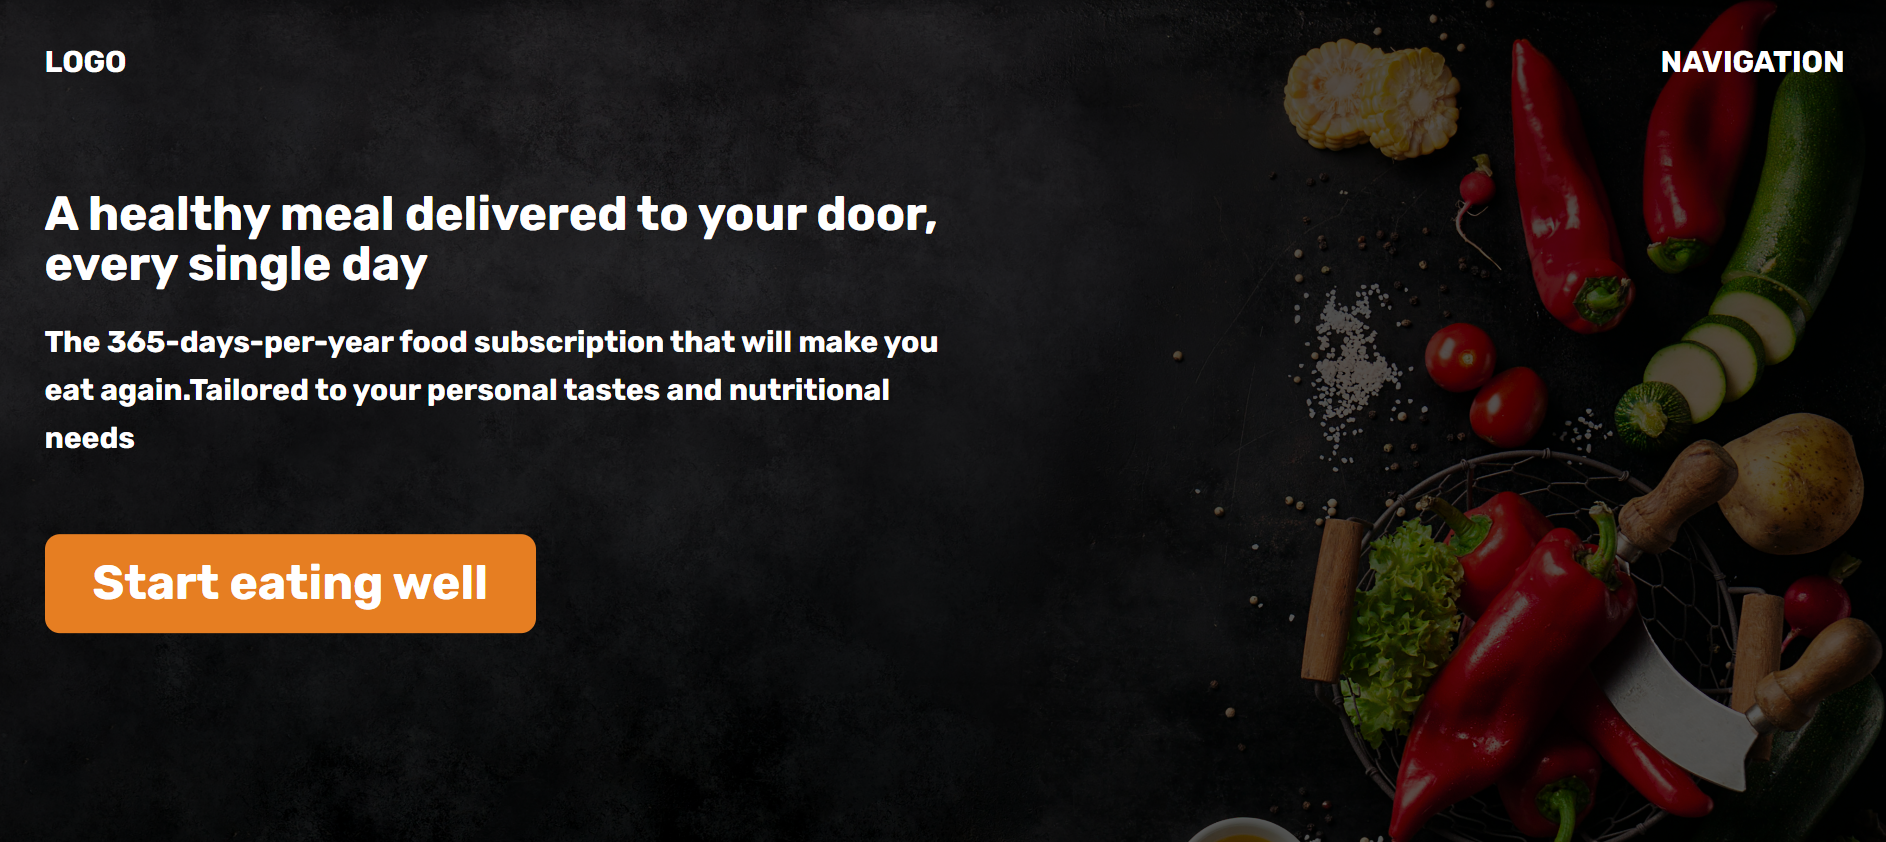 LOGO
NAVIGATION
A healthy meal delivered to your door,
every single day
The 365-days-per-year food subscription that will make you
eat again.Tailored to your personal tastes and nutritional
needs
Start eating well